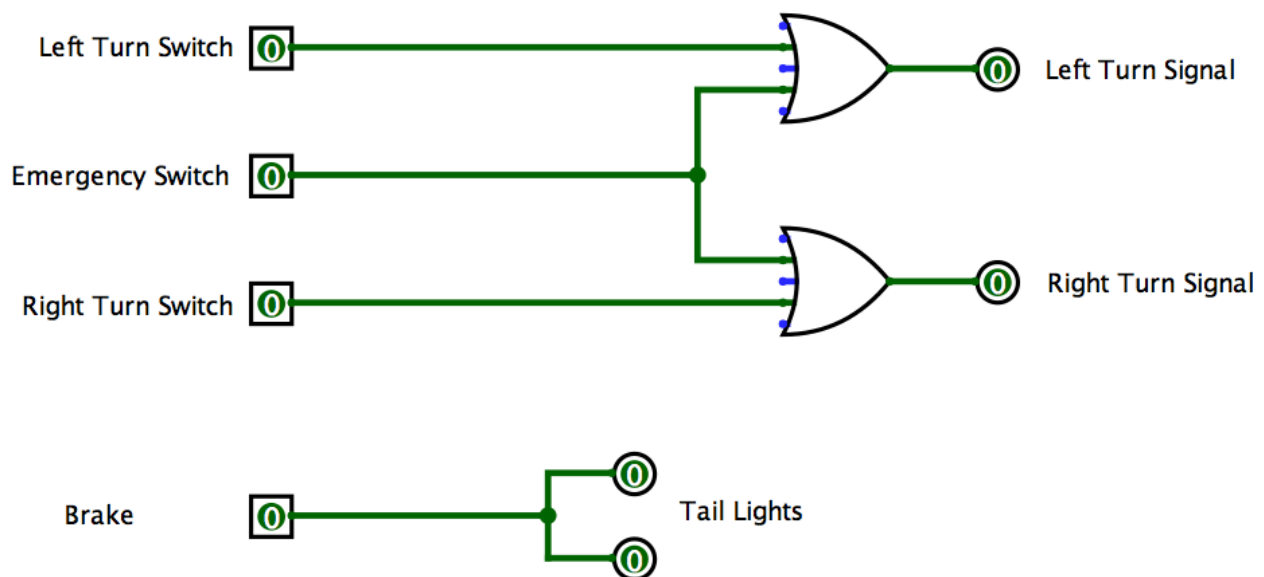 Left Turn Switch 0 0 Left Turn Signal
Emergency Switch 0
Right Turn Switch 0 0 Right Turn Signal
Brake 0 0 Tail Lights
0